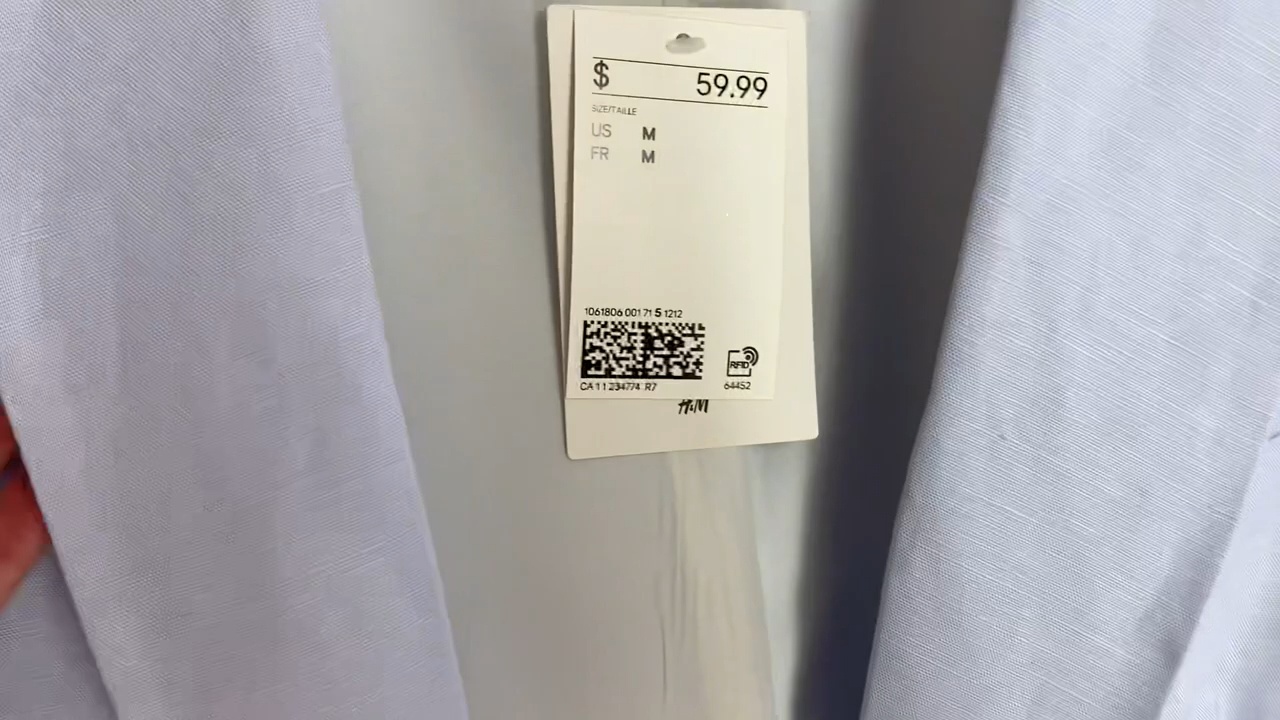 $ 59.99
SIZE/TAILLE
US M
FR M
1061806 001 71 5 1212
CA 11 234774 R7
RFID
64452
H&M